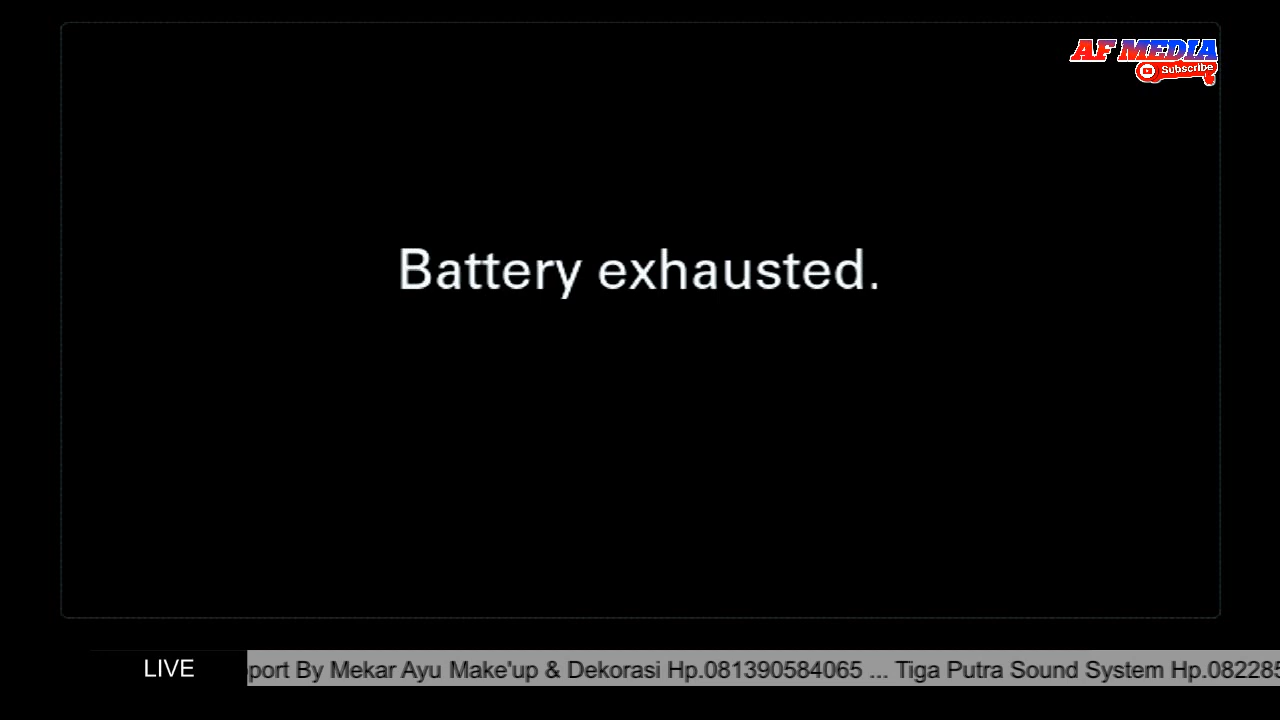 AF MEDIA
Subscribe
Battery exhausted.
LIVE
port By Mekar Ayu Make'up & Dekorasi Hp.081390584065 ... Tiga Putra Sound System Hp.082285